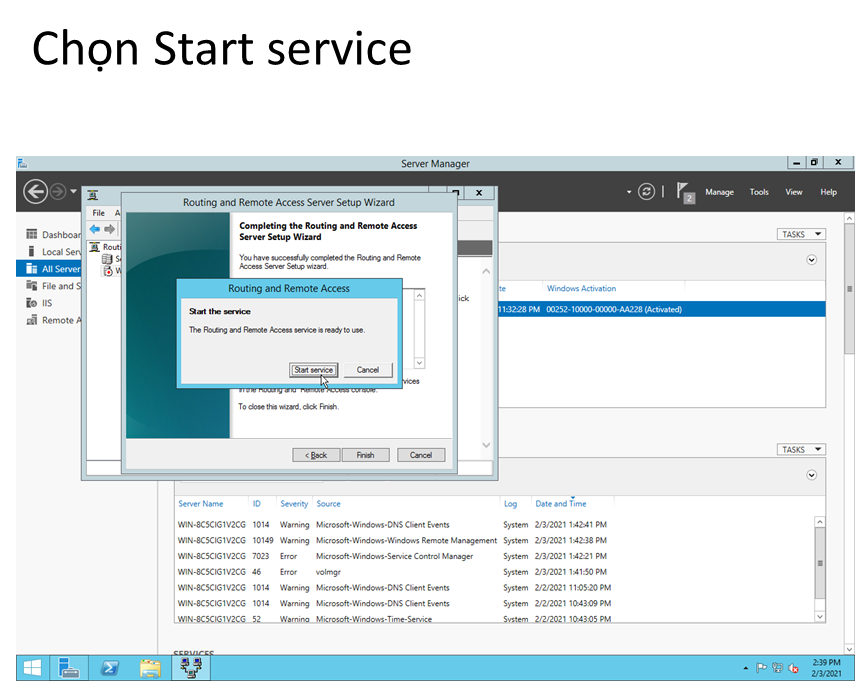 Chọn Start service
Server Manager
2
Manage
Tools
View
Help
Routing and Remote Access Server Setup Wizard
File
Completing the Routing and Remote Access
Server Setup Wizard
You have successfully completed the Routing and Remote
Access Server Setup wizard.
Routing and Remote Access
Start the service
The Routing and Remote Access service is ready to use.
Start service
Cancel
in the Routing and Remote Access console.
To close this wizard, click Finish.
< Back
Finish
Cancel
All Server
IIS
TASKS
Windows Activation
11:32:28 PM 00252-10000-00000-AA228 (Activated)
TASKS
Server Name ID Severity Source Log Date and Time
WIN-8C5CIG1V2CG 1014 Warning Microsoft-Windows-DNS Client Events System 2/3/2021 1:42:41 PM
WIN-8C5CIG1V2CG 10149 Warning Microsoft-Windows-Windows Remote Management System 2/3/2021 1:42:38 PM
WIN-8C5CIG1V2CG 7023 Error Microsoft-Windows-Service Control Manager System 2/3/2021 1:42:21 PM
WIN-8C5CIG1V2CG 46 Error volmgr System 2/3/2021 1:41:50 PM
WIN-8C5CIG1V2CG 1014 Warning Microsoft-Windows-DNS Client Events System 2/2/2021 11:05:20 PM
WIN-8C5CIG1V2CG 1014 Warning Microsoft-Windows-DNS Client Events System 2/2/2021 10:43:09 PM
WIN-8C5CIG1V2CG 52 Warning Microsoft-Windows-Time-Service System 2/2/2021 10:43:05 PM
SERVICES
2:39 PM
2/3/2021